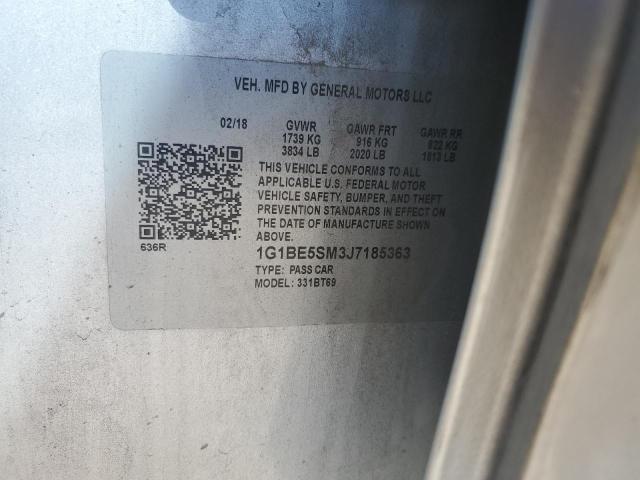 VEH. MFD BY GENERAL MOTORS LLC
02/18 GVWR GAWR FRT GAWR RR
1739 KG 916 KG 822 KG
3834 LB 2020 LB 1813 LB
THIS VEHICLE CONFORMS TO ALL
APPLICABLE U.S. FEDERAL MOTOR
VEHICLE SAFETY, BUMPER, AND THEFT
PREVENTION STANDARDS IN EFFECT ON
THE DATE OF MANUFACTURE SHOWN
ABOVE.
636R
1G1BE5SM3J7185363
TYPE: PASS CAR
MODEL: 331BT69